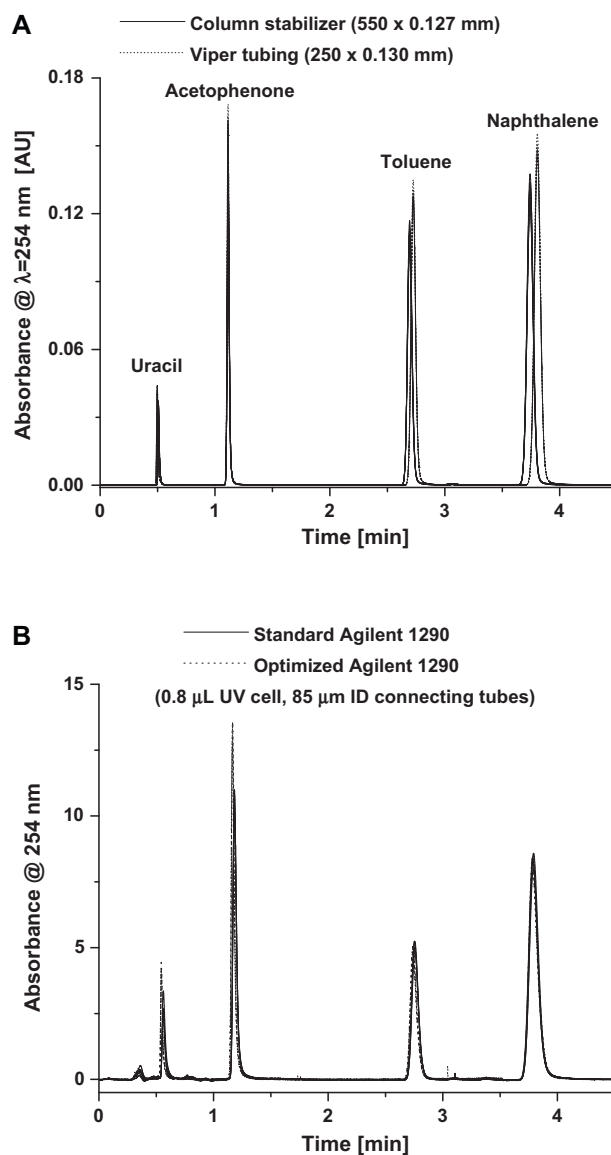 A
Column stabilizer (550 x 0.127 mm)
Viper tubing (250 x 0.130 mm)
0.18
0.12
0.06
0.00
Absorbance @ λ=254 nm [AU]
Uracil
Acetophenone
Toluene
Naphthalene
0 1 2 3 4
Time [min]
B
Standard Agilent 1290
Optimized Agilent 1290
(0.8 μL UV cell, 85 μm ID connecting tubes)
15
10
5
0
Absorbance @ 254 nm
0 1 2 3 4
Time [min]